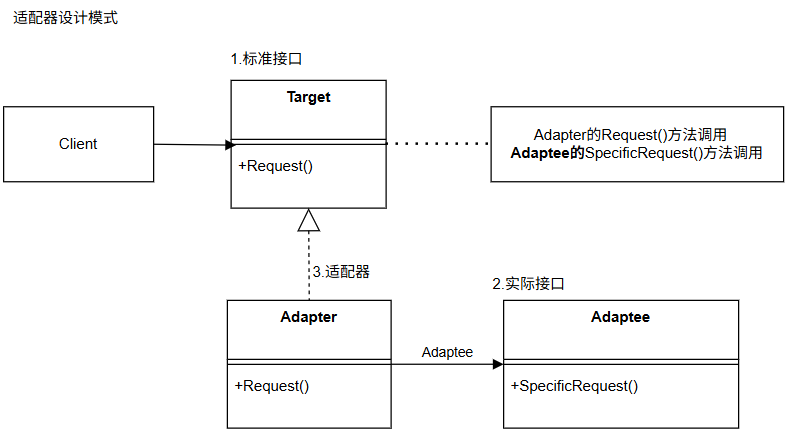 适配器设计模式
1.标准接口
Target
Client
+Request()
Adapter的Request()方法调用
Adaptee的SpecificRequest()方法调用
3.适配器
2.实际接口
Adapter
Adaptee
Adaptee
+Request()
+SpecificRequest()